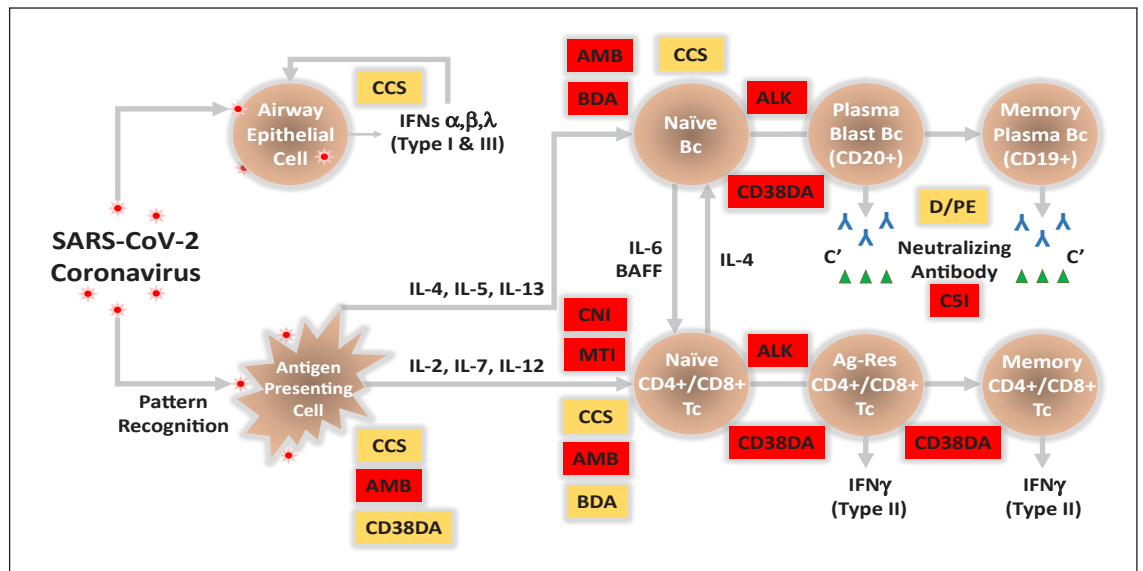 AMB
CCS
BDA
CCS
Airway
Epithelial
Cell
IFNs α,β,λ
(Type I & III)
Naïve
Bc
ALK
Plasma
Blast Bc
(CD20+)
Memory
Plasma Bc
(CD19+)
CD38DA
D/PE
SARS-CoV-2
Coronavirus
IL-6
BAFF
IL-4
C’
Neutralizing
Antibody
C’
C5I
IL-4, IL-5, IL-13
CNI
MTI
Antigen
Presenting
Cell
IL-2, IL-7, IL-12
Naïve
CD4+/CD8+
Tc
ALK
Ag-Res
CD4+/CD8+
Tc
Memory
CD4+/CD8+
Tc
Pattern
Recognition
CCS
AMB
CD38DA
CCS
AMB
BDA
CD38DA
CD38DA
IFNγ
(Type II)
IFNγ
(Type II)